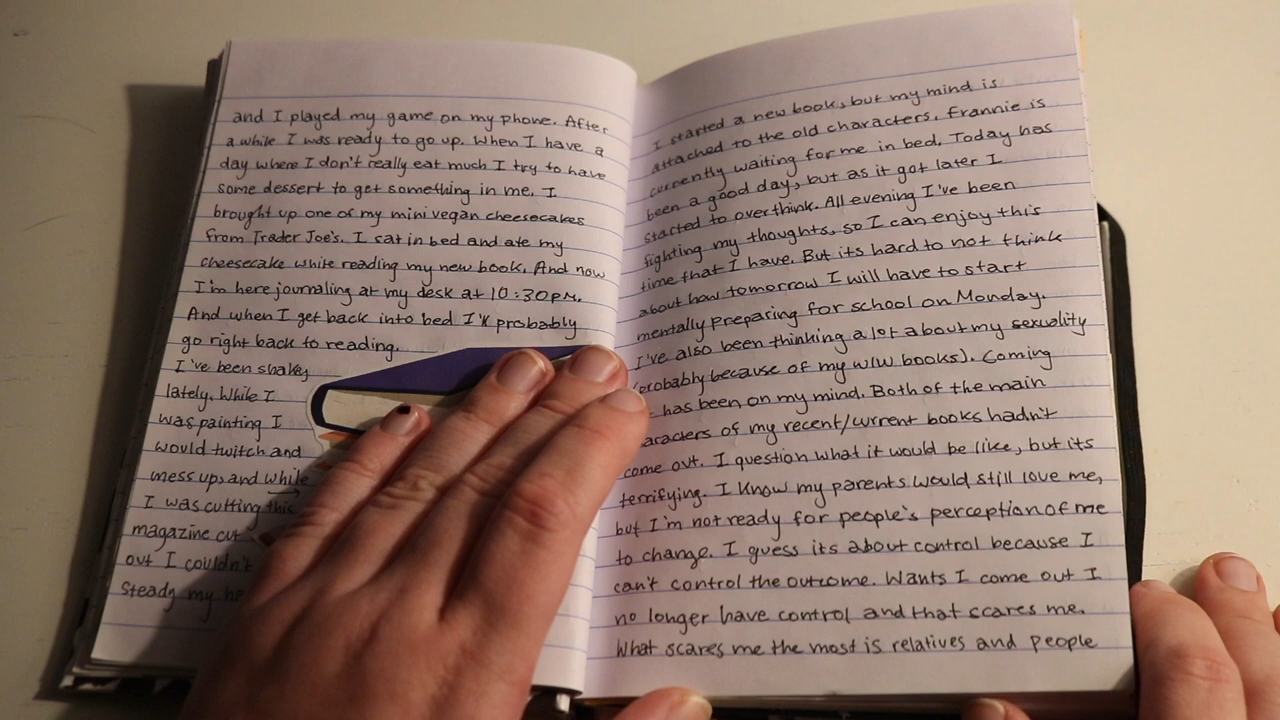 and I played my game on my phone. After
a while I was ready to go up. When I have a
day where I don't really eat much I try to have
some dessert to get something in me. I
brought up one of my mini vegan cheesecakes
from Trader Joe's. I sat in bed and ate my
cheesecake while reading my new book. And now
I'm here journaling at my desk at 10:30pm.
And when I get back into bed I'll probably
go right back to reading.
I've been shaky
lately. While I
was painting I
would twitch and
mess up, and while
I was cutting this
magazine cut
out I couldn't
steady my
I started a new book, but my mind is
attached to the old characters. Frannie is
currently waiting for me in bed. Today has
been a good day, but as it got later I
started to overthink. All evening I've been
fighting my thoughts, so I can enjoy this
time that I have. But its hard to not think
about how tomorrow I will have to start
mentally preparing for school on Monday.
I've also been thinking a lot about my sexuality
(probably because of my wlw books). Coming
has been on my mind. Both of the main
of my recent/current books hadn't
come out. I question what it would be like, but its
terrifying. I know my parents would still love me,
but I'm not ready for people's perception of me
to change. I guess its about control because I
can't control the outcome. Wants I come out I
no longer have control and that scares me.
What scares me the most is relatives and people